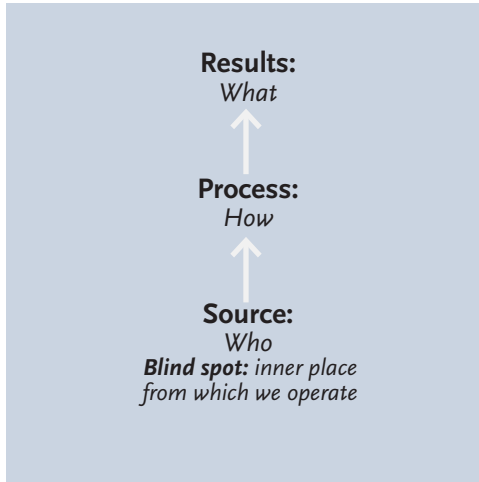 Results:
What
Process:
How
Source:
Who
Blind spot: inner place
from which we operate